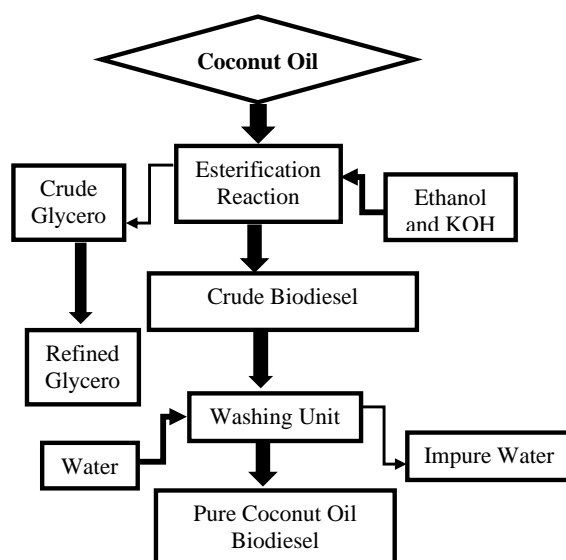 Coconut Oil
Esterification
Reaction
Crude
Glycero
Ethanol
and KOH
Crude Biodiesel
Refined
Glycero
Washing Unit
Water
Impure Water
Pure Coconut Oil
Biodiesel